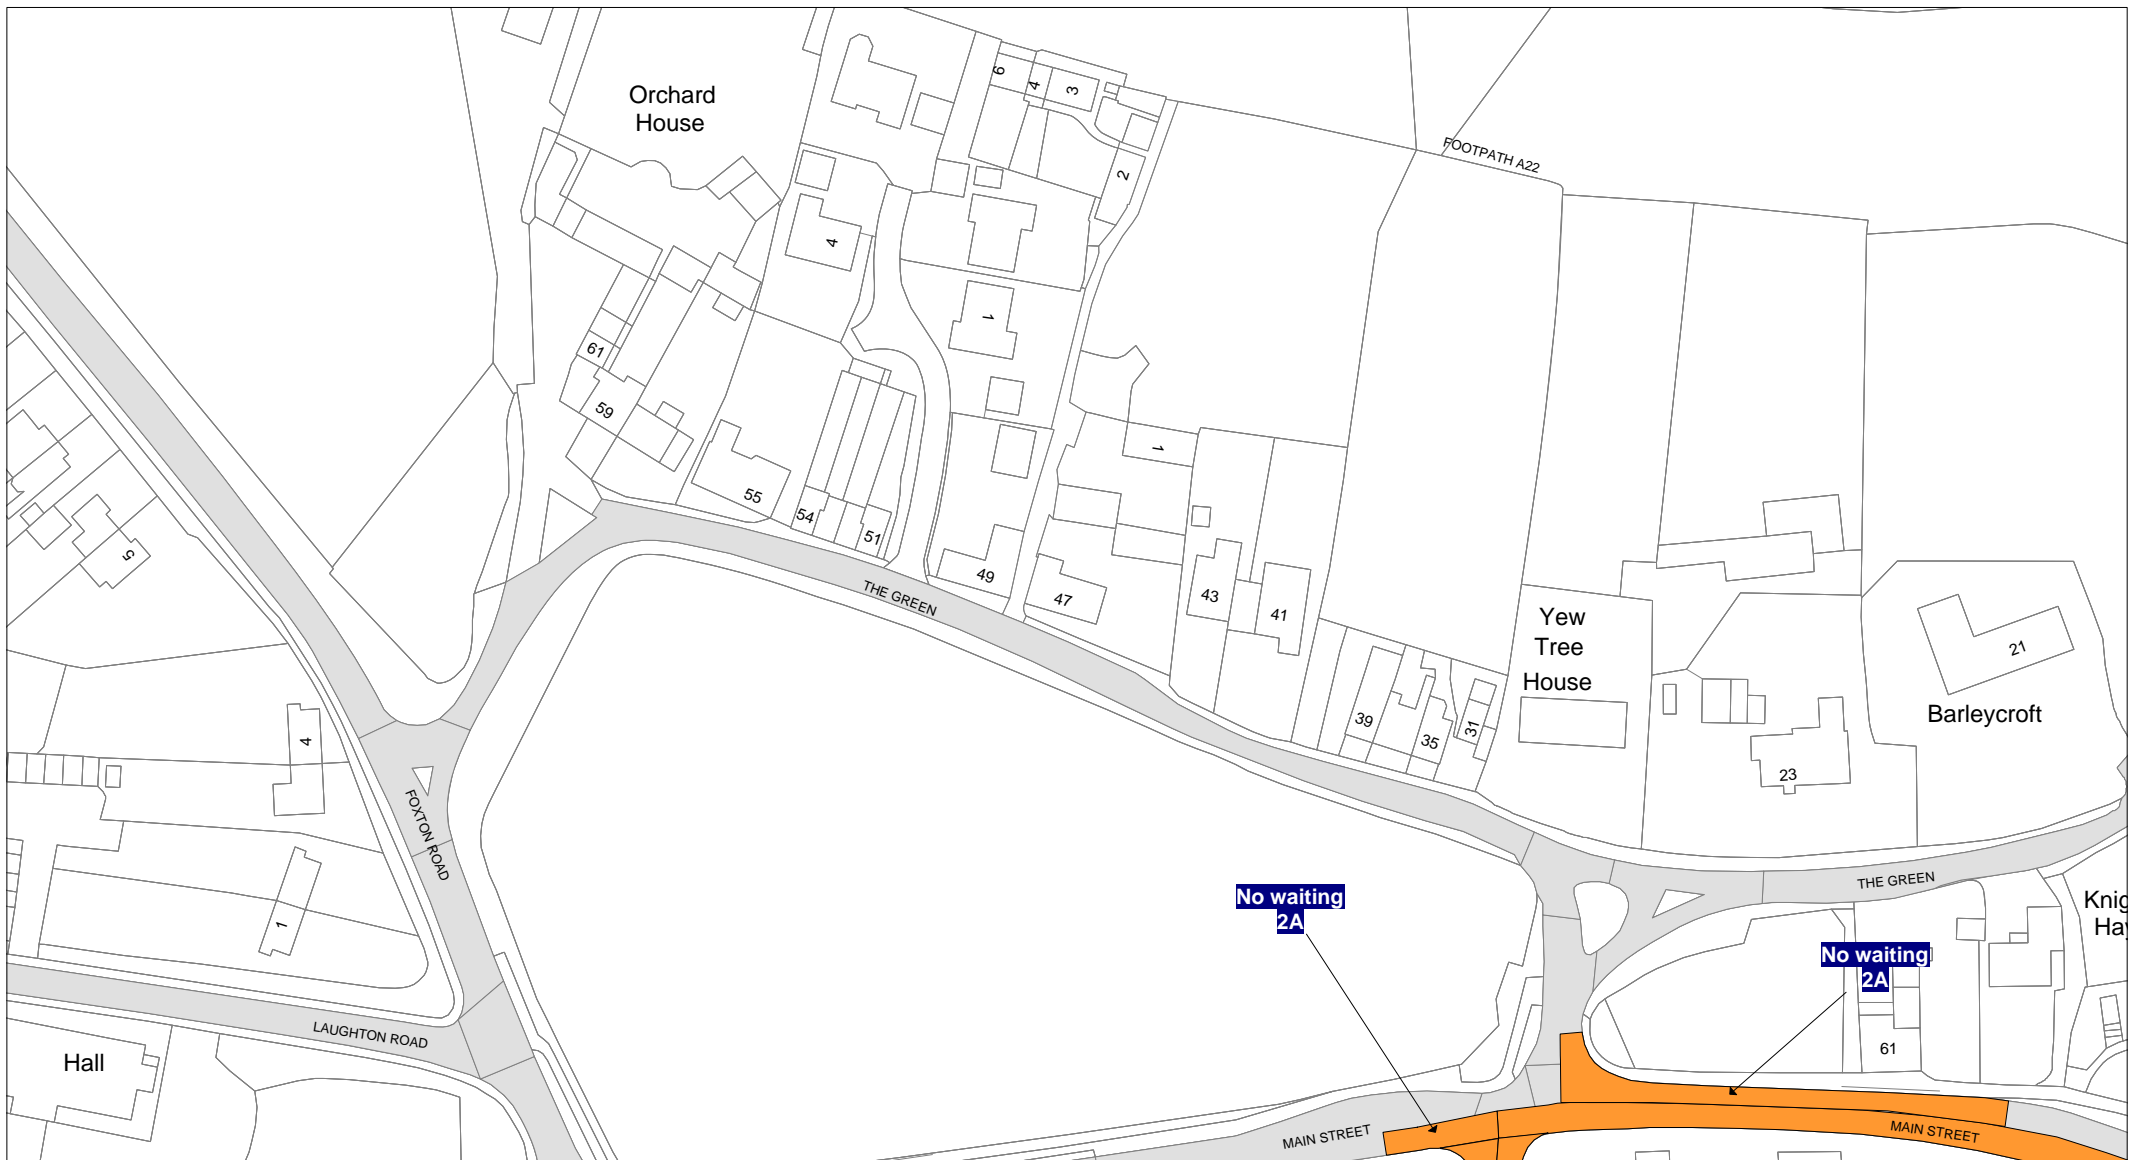 Orchard
House
6
4
3
2
FOOTPATH A22
4
1
61
59
55
54
51
49
47
1
43
41
39
35
31
THE GREEN
Yew
Tree
House
21
Barleycroft
23
5
4
FOXTON ROAD
1
LAUGHTON ROAD
Hall
No waiting
2A
THE GREEN
No waiting
2A
61
MAIN STREET
MAIN STREET